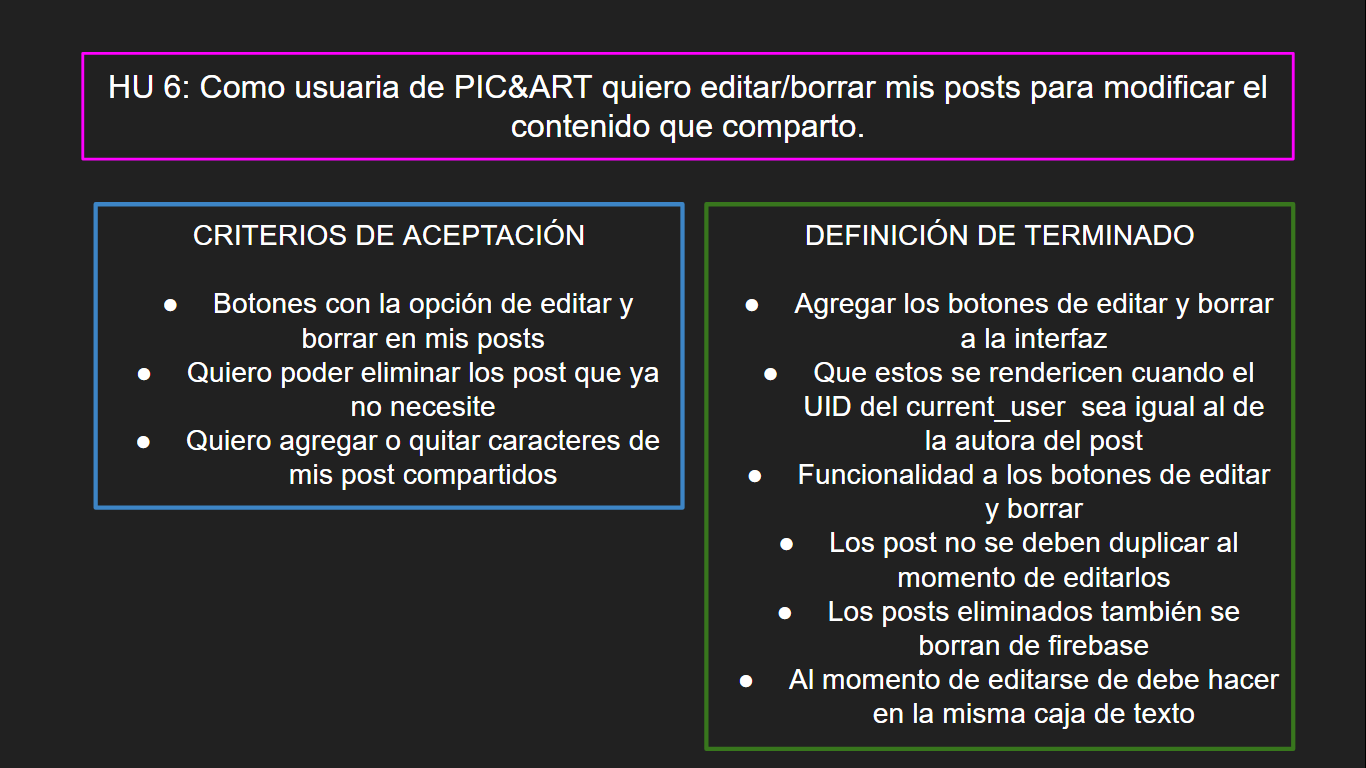 HU 6: Como usuaria de PIC&ART quiero editar/borrar mis posts para modificar el
contenido que comparto.
CRITERIOS DE ACEPTACIÓN
● Botones con la opción de editar y
borrar en mis posts
● Quiero poder eliminar los post que ya
no necesite
● Quiero agregar o quitar caracteres de
mis post compartidos
DEFINICIÓN DE TERMINADO
● Agregar los botones de editar y borrar
a la interfaz
● Que estos se rendericen cuando el
UID del current_user sea igual al de
la autora del post
● Funcionalidad a los botones de editar
y borrar
● Los post no se deben duplicar al
momento de editarlos
● Los posts eliminados también se
borran de firebase
● Al momento de editarse de debe hacer
en la misma caja de texto